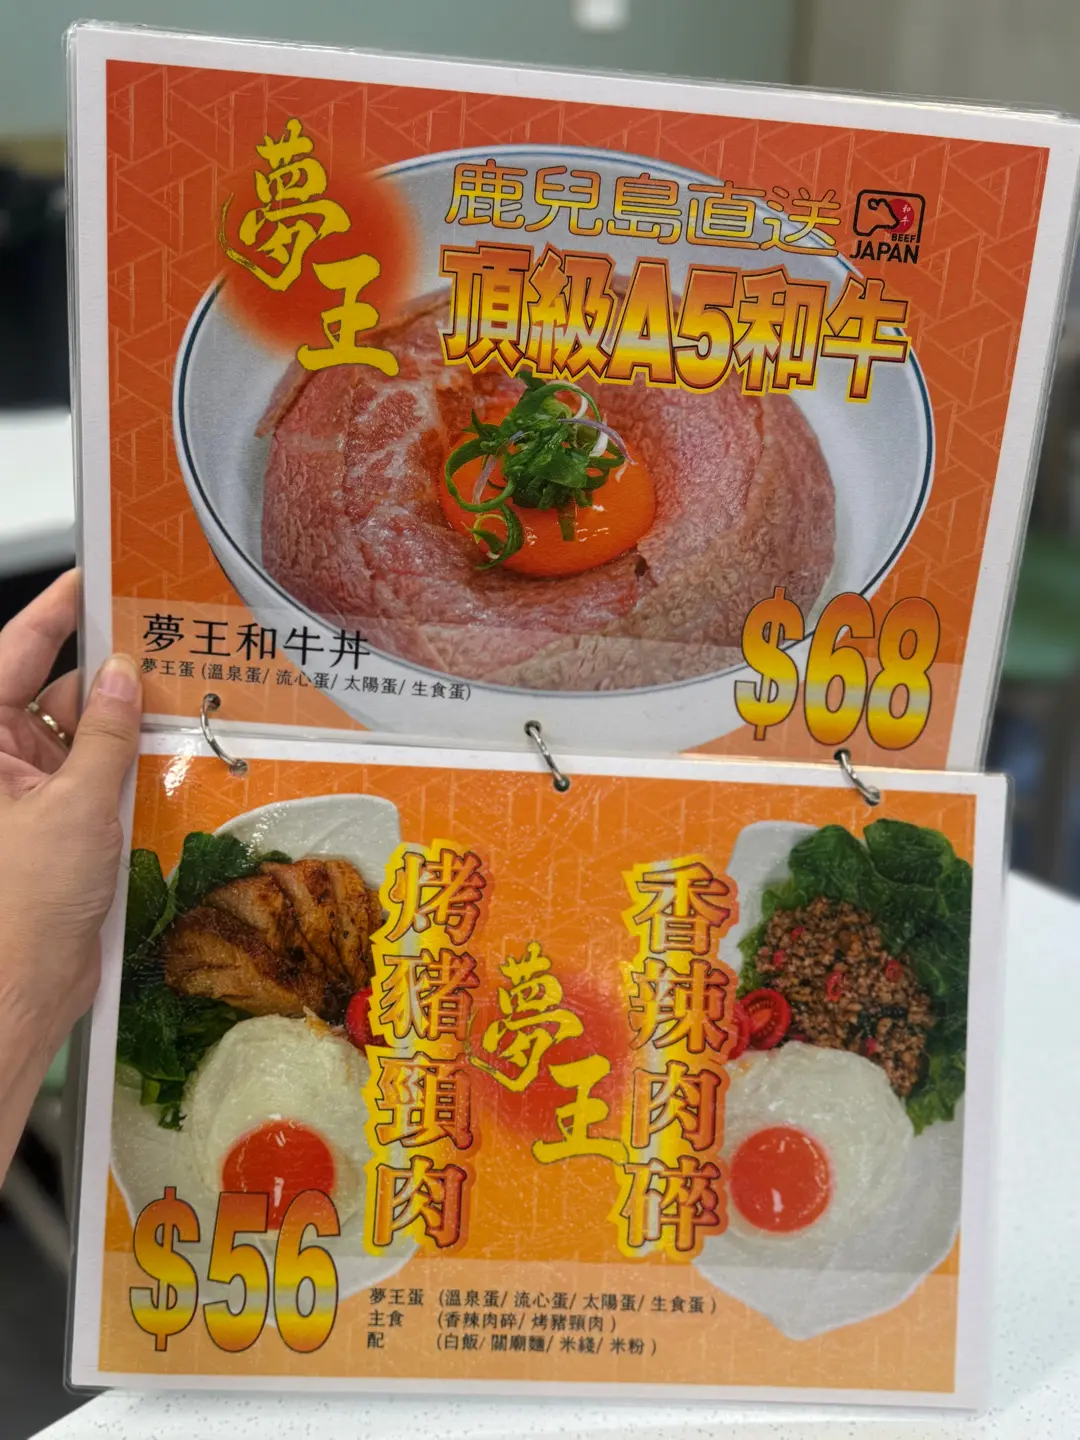 夢王
鹿兒島直送
頂級A5和牛
和牛
BEEF
JAPAN
夢王和牛丼
夢王蛋 (溫泉蛋/ 流心蛋/ 太陽蛋/ 生食蛋)
$68
烤豬頸肉
夢王
香辣肉碎
$56
夢王蛋 (溫泉蛋/ 流心蛋/ 太陽蛋/ 生食蛋 )
主食 (香辣肉碎/ 烤豬頸肉 )
配 (白飯/ 關廟麵/ 米綫/ 米粉 )